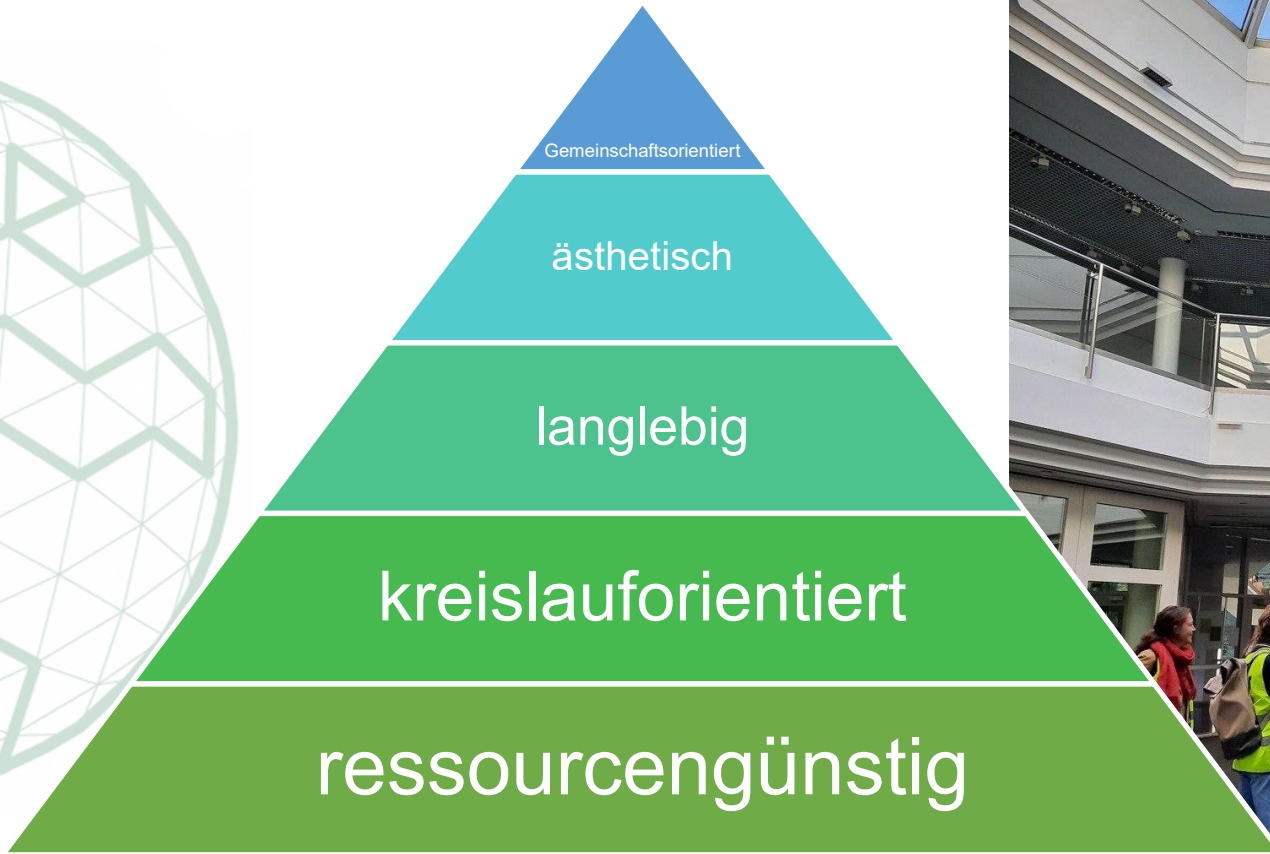 Gemeinschaftsorientiert
ästhetisch
langlebig
kreislauforientiert
ressourcengünstig